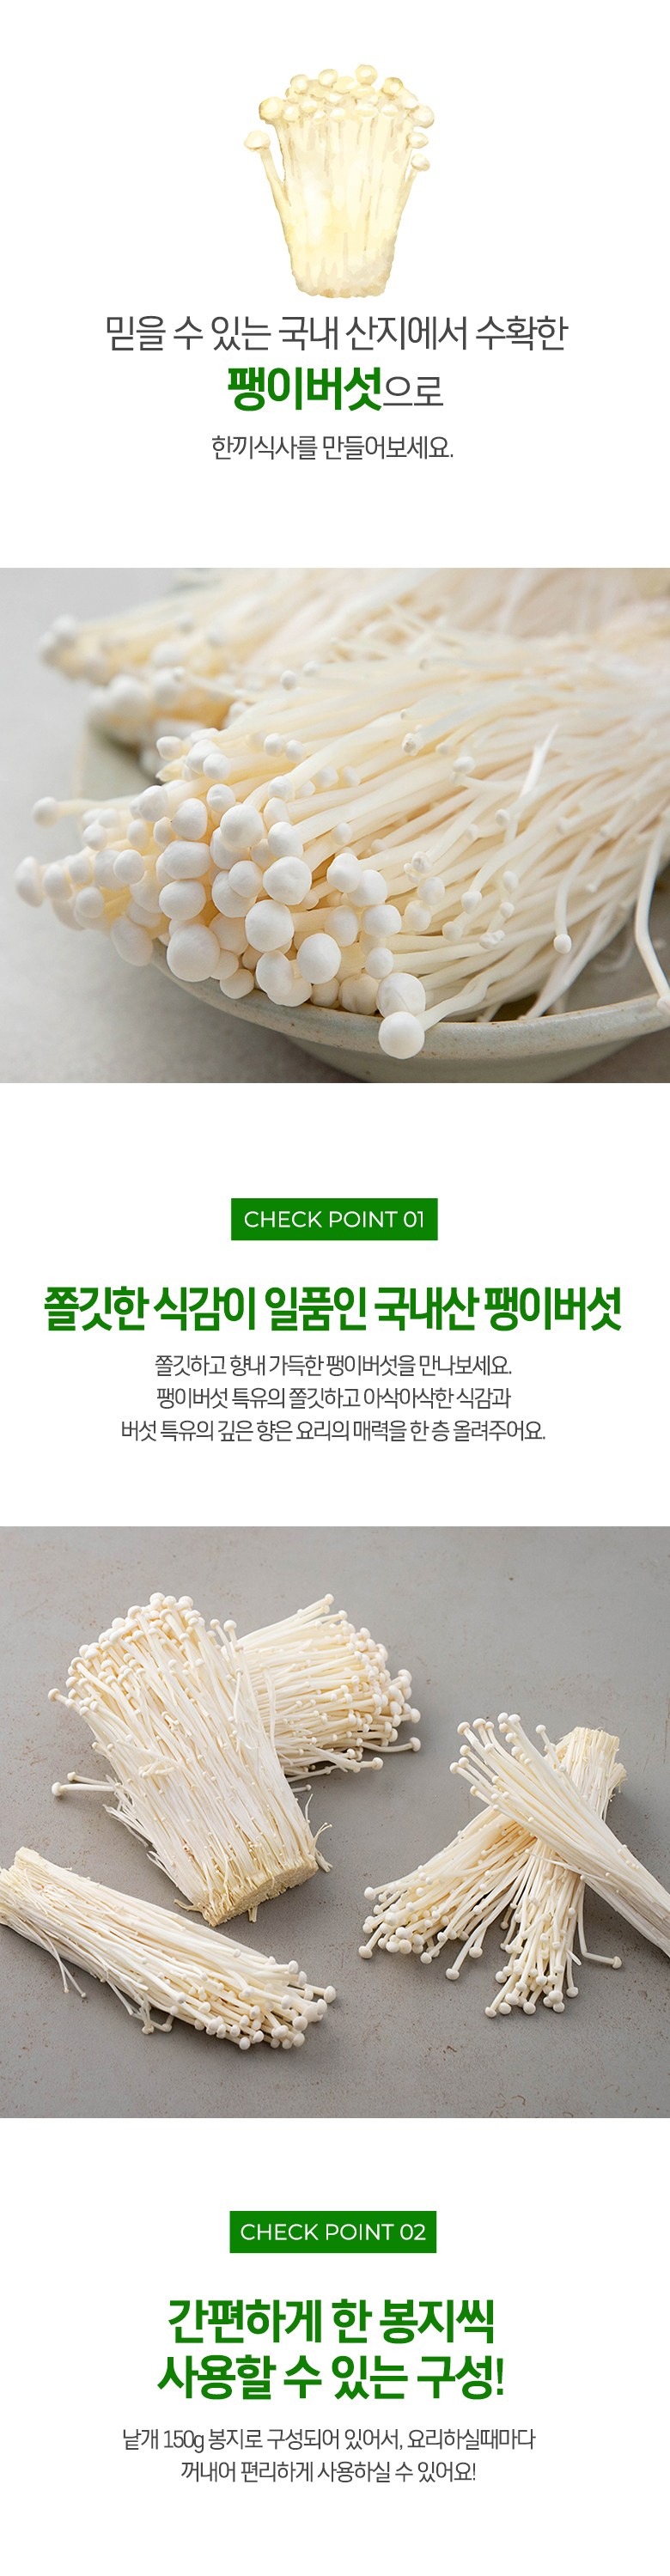 믿을 수 있는 국내 산지에서 수확한
팽이버섯으로
한끼식사를 만들어보세요.
CHECK POINT 01
쫄깃한 식감이 일품인 국내산 팽이버섯
쫄깃하고 향내 가득한 팽이버섯을 만나보세요.
팽이버섯 특유의 쫄깃하고 아삭아삭한 식감과
버섯 특유의 깊은 향은 요리의 매력을 한 층 올려주어요.
CHECK POINT 02
간편하게 한 봉지씩
사용할 수 있는 구성!
낱개 150g 봉지로 구성되어 있어서, 요리하실때마다
꺼내어 편리하게 사용하실 수 있어요!